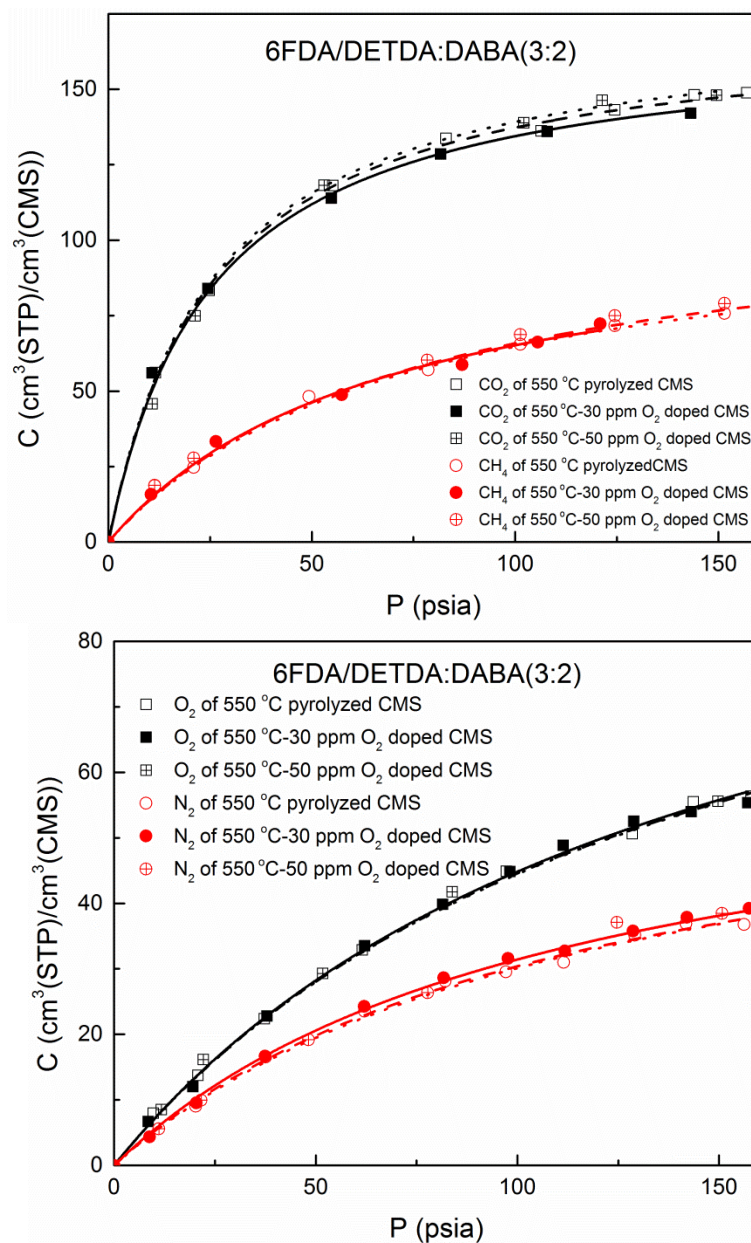 6FDA/DETDA:DABA(3:2)
150
100
50
0
C (cm³(STP)/cm³(CMS))
CO₂ of 550 °C pyrolyzed CMS
CO₂ of 550 °C-30 ppm O₂ doped CMS
CO₂ of 550 °C-50 ppm O₂ doped CMS
CH₄ of 550 °C pyrolyzedCMS
CH₄ of 550 °C-30 ppm O₂ doped CMS
CH₄ of 550 °C-50 ppm O₂ doped CMS
0 50 100 150
P (psia)
80
60
40
20
0
C (cm³(STP)/cm³(CMS))
6FDA/DETDA:DABA(3:2)
O₂ of 550 °C pyrolyzed CMS
O₂ of 550 °C-30 ppm O₂ doped CMS
O₂ of 550 °C-50 ppm O₂ doped CMS
N₂ of 550 °C pyrolyzed CMS
N₂ of 550 °C-30 ppm O₂ doped CMS
N₂ of 550 °C-50 ppm O₂ doped CMS
0 50 100 150
P (psia)